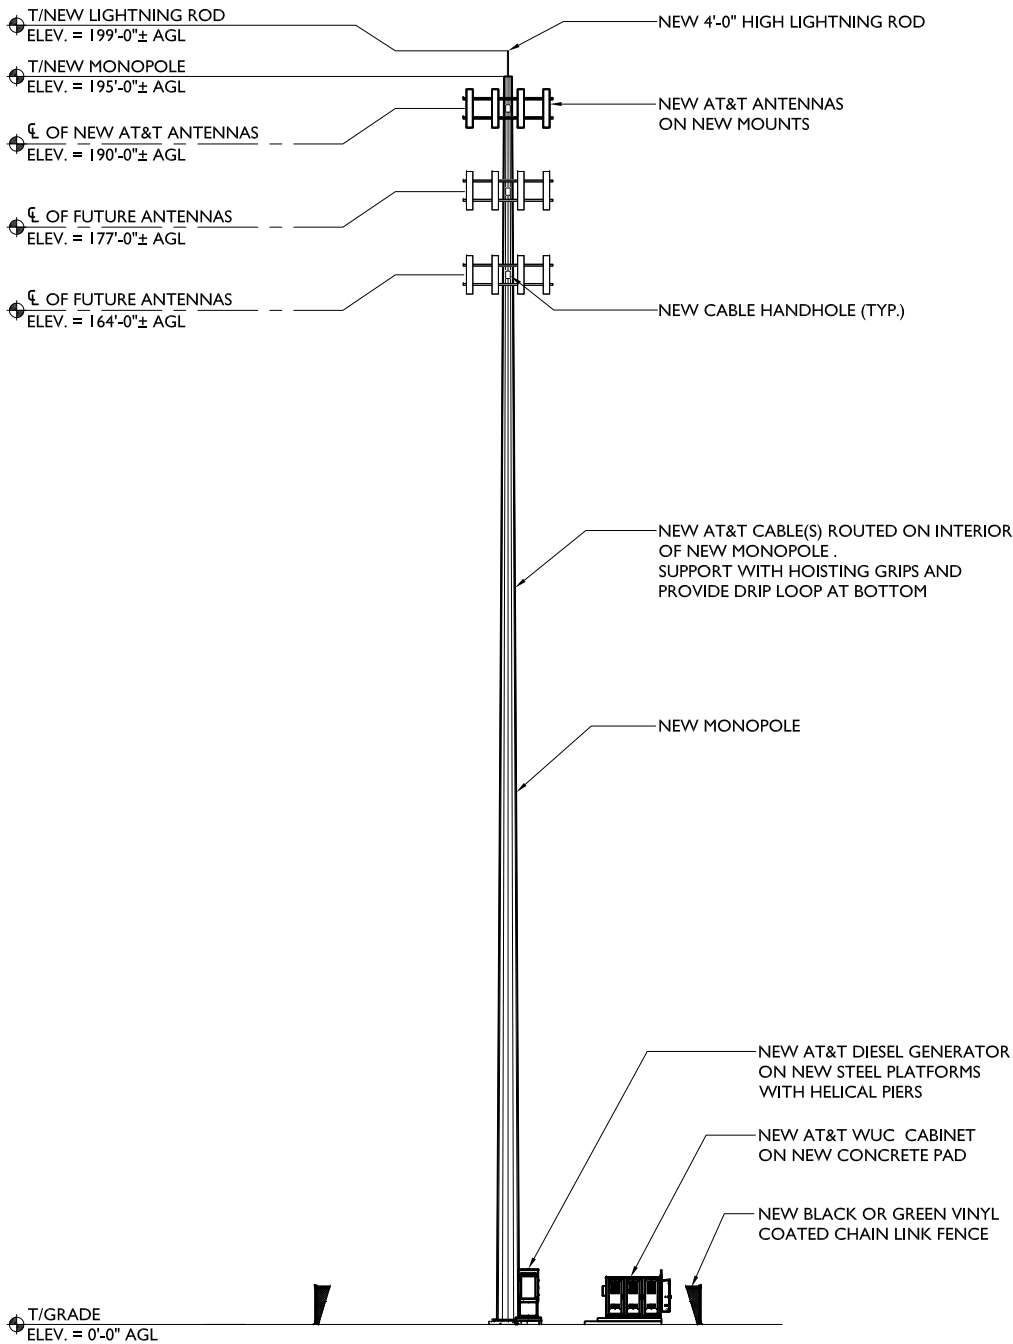 T/NEW LIGHTNING ROD
ELEV. = 199'-0"± AGL
T/NEW MONOPOLE
ELEV. = 195'-0"± AGL
℄ OF NEW AT&T ANTENNAS
ELEV. = 190'-0"± AGL
℄ OF FUTURE ANTENNAS
ELEV. = 177'-0"± AGL
℄ OF FUTURE ANTENNAS
ELEV. = 164'-0"± AGL
NEW 4'-0" HIGH LIGHTNING ROD
NEW AT&T ANTENNAS
ON NEW MOUNTS
NEW CABLE HANDHOLE (TYP.)
NEW AT&T CABLE(S) ROUTED ON INTERIOR
OF NEW MONOPOLE .
SUPPORT WITH HOISTING GRIPS AND
PROVIDE DRIP LOOP AT BOTTOM
NEW MONOPOLE
NEW AT&T DIESEL GENERATOR
ON NEW STEEL PLATFORMS
WITH HELICAL PIERS
NEW AT&T WUC CABINET
ON NEW CONCRETE PAD
NEW BLACK OR GREEN VINYL
COATED CHAIN LINK FENCE
T/GRADE
ELEV. = 0'-0" AGL